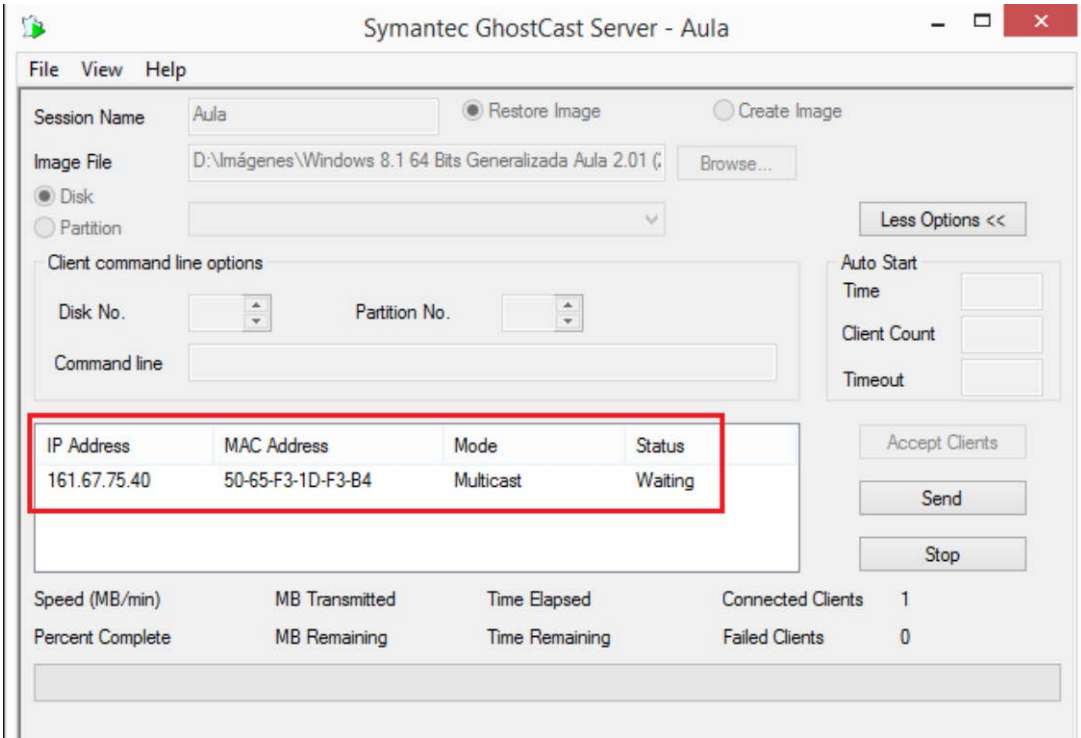 Symantec GhostCast Server - Aula
File View Help
Session Name Aula Restore Image Create Image
Image File D:\Imágenes\Windows 8.1 64 Bits Generalizada Aula 2.01 (2 Browse...
Disk
Partition Less Options <<
Client command line options Auto Start
Time
Disk No. Partition No.
Client Count
Command line
Timeout
IP Address MAC Address Mode Status Accept Clients
161.67.75.40 50-65-F3-1D-F3-B4 Multicast Waiting
Send
Stop
Speed (MB/min) MB Transmitted Time Elapsed Connected Clients 1
Percent Complete MB Remaining Time Remaining Failed Clients 0